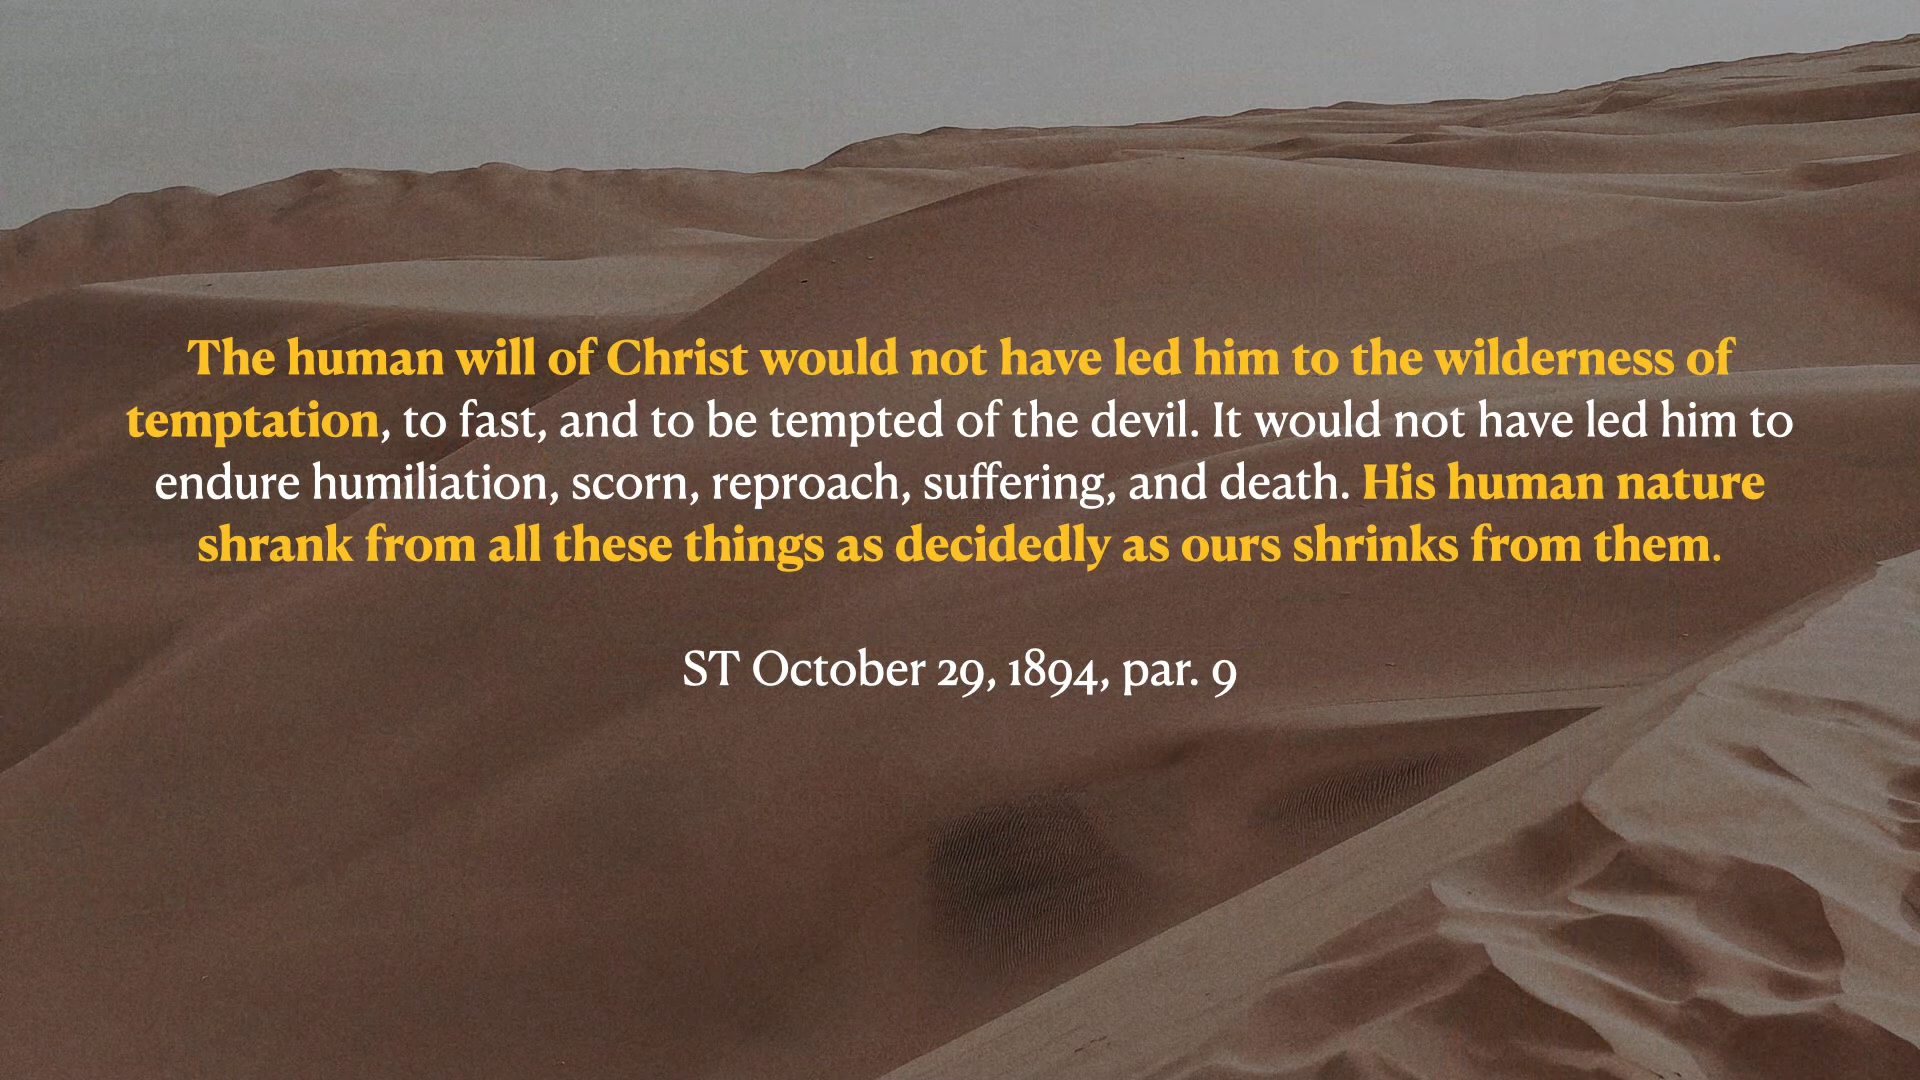 The human will of Christ would not have led him to the wilderness of
temptation, to fast, and to be tempted of the devil. It would not have led him to
endure humiliation, scorn, reproach, suffering, and death. His human nature
shrank from all these things as decidedly as ours shrinks from them.
ST October 29, 1894, par. 9